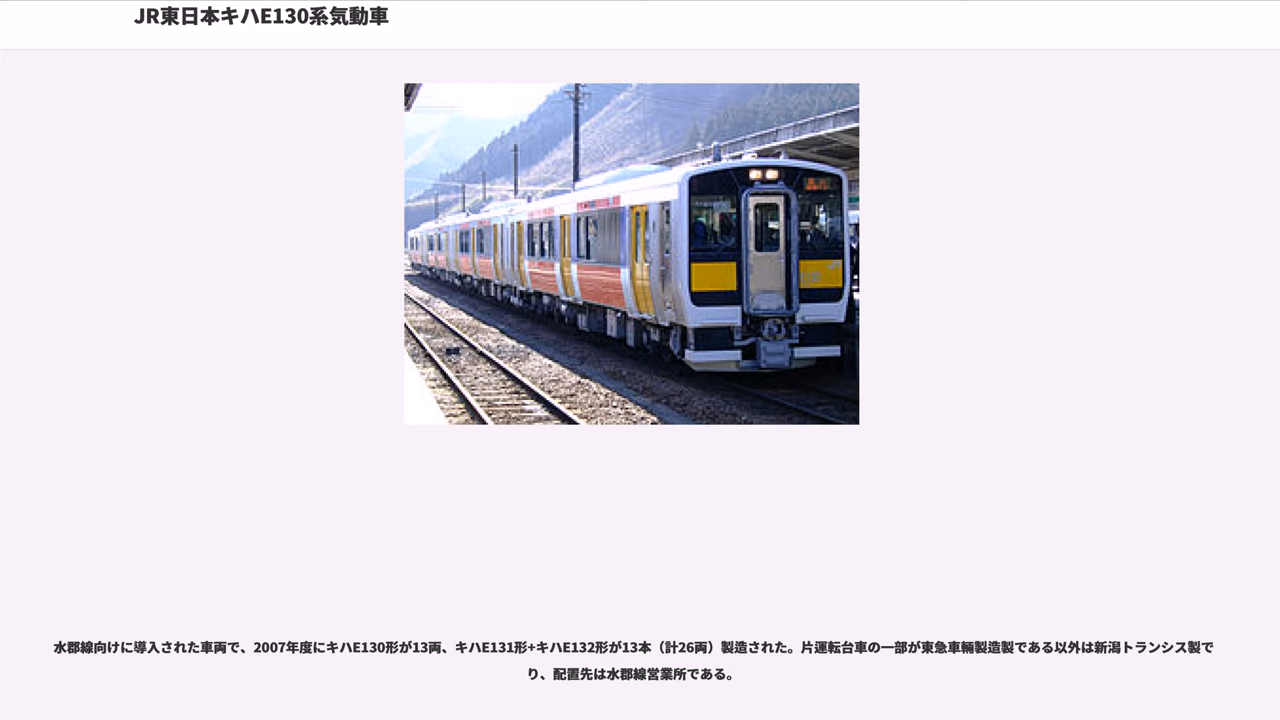 JR東日本キハE130系気動車
水郡線向けに導入された車両で、2007年度にキハE130形が13両、キハE131形+キハE132形が13本（計26両）製造された。片運転台車の一部が東急車輛製造製である以外は新潟トランシス製で
り、配置先は水郡線営業所である。